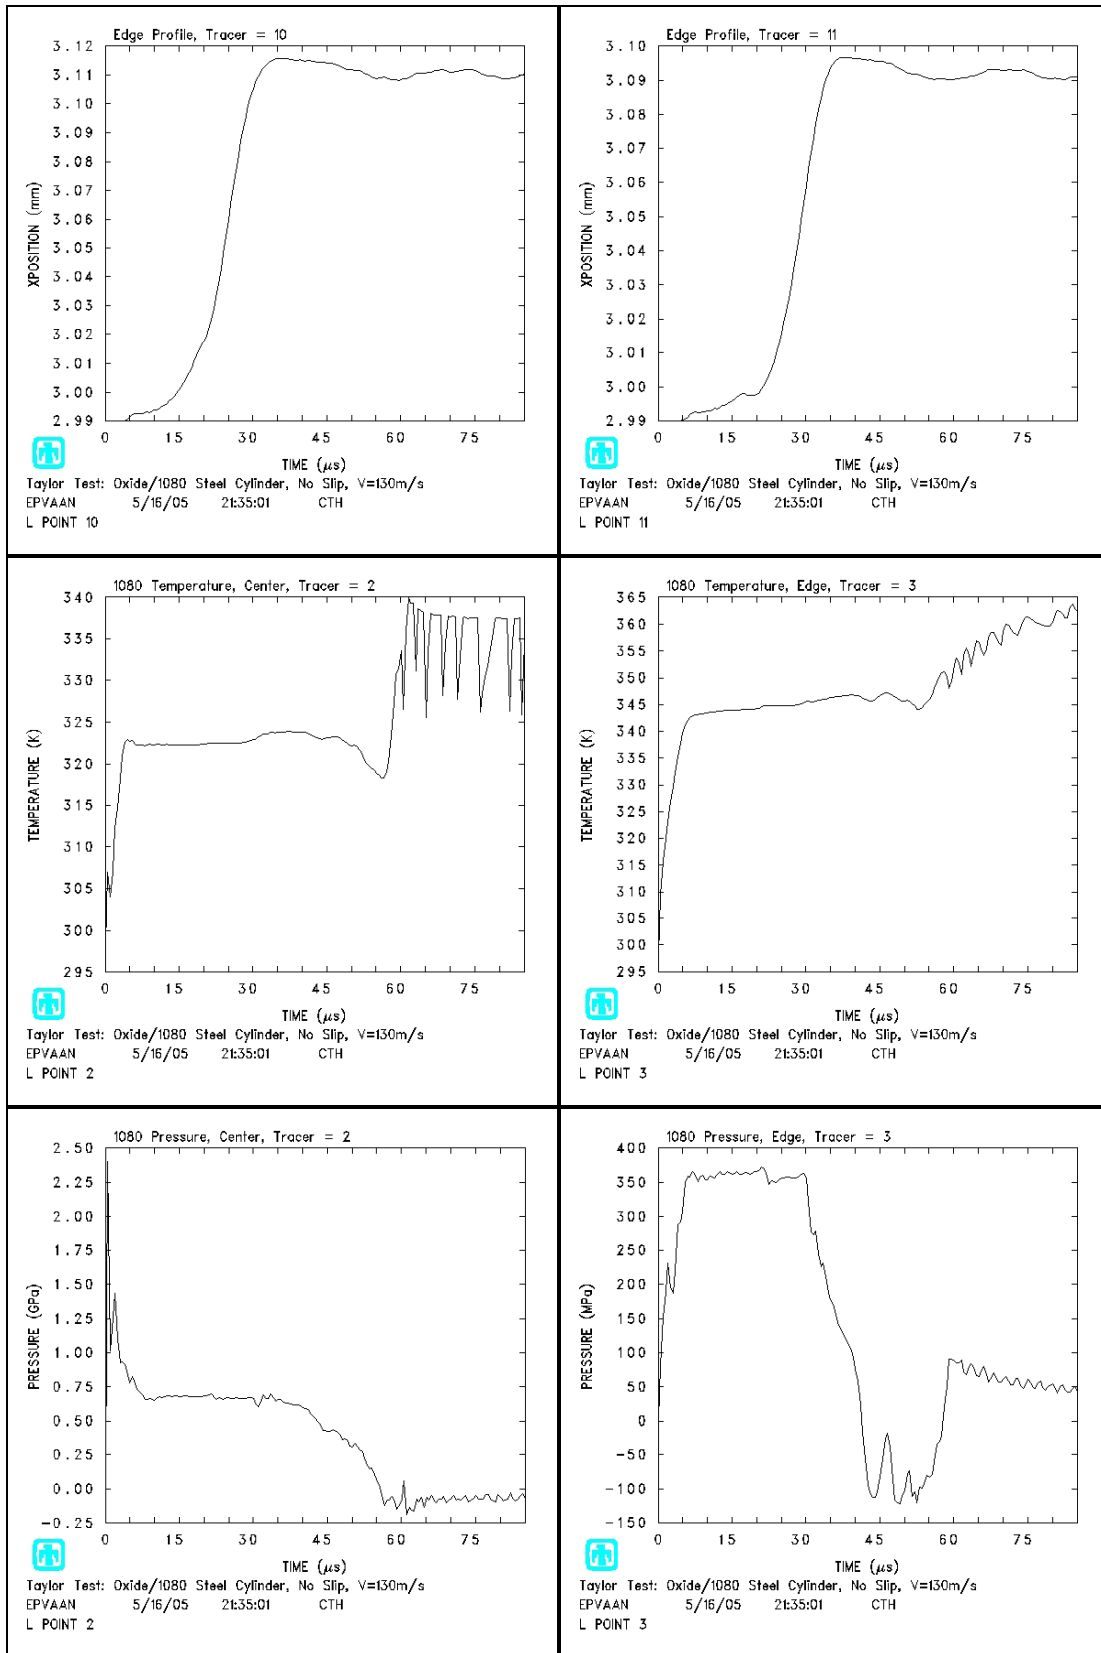 Edge Profile, Tracer = 10
3.12
3.11
3.10
3.09
3.08
3.07
3.06
3.05
3.04
3.03
3.02
3.01
3.00
2.99
XPOSITION (mm)
0 15 30 45 60 75
TIME (μs)
Taylor Test: Oxide/1080 Steel Cylinder, No Slip, V=130m/s
EPVAAN 5/16/05 21:35:01 CTH
L POINT 10
Edge Profile, Tracer = 11
3.10
3.09
3.08
3.07
3.06
3.05
3.04
3.03
3.02
3.01
3.00
2.99
XPOSITION (mm)
0 15 30 45 60 75
TIME (μs)
Taylor Test: Oxide/1080 Steel Cylinder, No Slip, V=130m/s
EPVAAN 5/16/05 21:35:01 CTH
L POINT 11
1080 Temperature, Center, Tracer = 2
340
335
330
325
320
315
310
305
300
295
TEMPERATURE (K)
0 15 30 45 60 75
TIME (μs)
Taylor Test: Oxide/1080 Steel Cylinder, No Slip, V=130m/s
EPVAAN 5/16/05 21:35:01 CTH
L POINT 2
1080 Temperature, Edge, Tracer = 3
365
360
355
350
345
340
335
330
325
320
315
310
305
300
295
TEMPERATURE (K)
0 15 30 45 60 75
TIME (μs)
Taylor Test: Oxide/1080 Steel Cylinder, No Slip, V=130m/s
EPVAAN 5/16/05 21:35:01 CTH
L POINT 3
1080 Pressure, Center, Tracer = 2
2.50
2.25
2.00
1.75
1.50
1.25
1.00
0.75
0.50
0.25
0.00
-0.25
PRESSURE (GPa)
0 15 30 45 60 75
TIME (μs)
Taylor Test: Oxide/1080 Steel Cylinder, No Slip, V=130m/s
EPVAAN 5/16/05 21:35:01 CTH
L POINT 2
1080 Pressure, Edge, Tracer = 3
400
350
300
250
200
150
100
50
0
-50
-100
-150
PRESSURE (MPa)
0 15 30 45 60 75
TIME (μs)
Taylor Test: Oxide/1080 Steel Cylinder, No Slip, V=130m/s
EPVAAN 5/16/05 21:35:01 CTH
L POINT 3